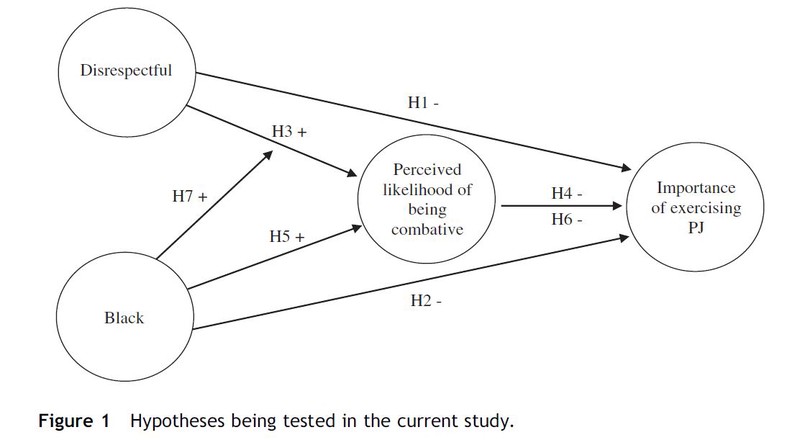 Disrespectful
H1 -
H3 +
Perceived
likelihood of
being
combative
H4 -
H6 -
Importance
of exercising
PJ
H7 +
H5 +
Black
H2 -
Figure 1 Hypotheses being tested in the current study.